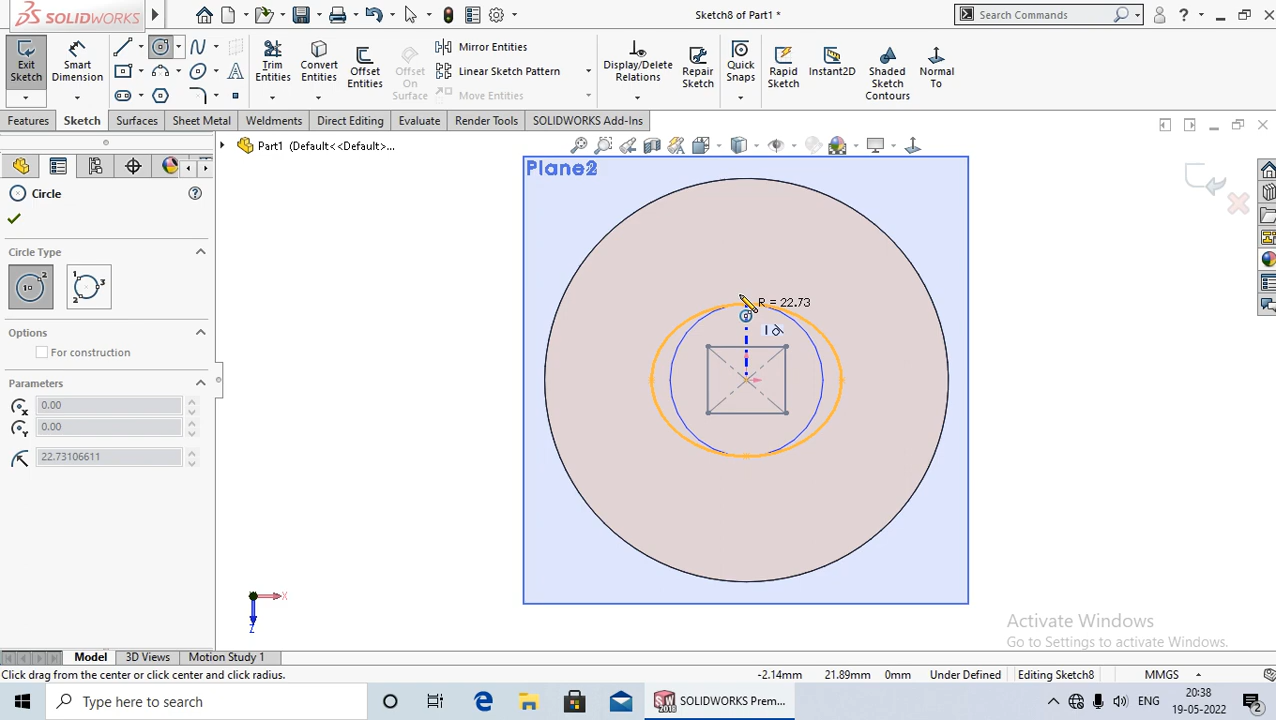 SOLIDWORKS
Sketch8 of Part1 *
Search Commands
Exit Sketch
Smart Dimension
Trim Entities
Convert Entities
Offset Entities
Offset On Surface
Mirror Entities
Linear Sketch Pattern
Move Entities
Display/Delete Relations
Repair Sketch
Quick Snaps
Rapid Sketch
Instant2D
Shaded Sketch Contours
Normal To
Features
Sketch
Surfaces
Sheet Metal
Weldments
Direct Editing
Evaluate
Render Tools
SOLIDWORKS Add-Ins
Part1 (Default<<Default>...
Circle
?
Circle Type
Options
For construction
Parameters
0.00
0.00
22.73106611
Plane2
R = 22.73
X
Z
Activate Windows
Go to Settings to activate Windows.
Model
3D Views
Motion Study 1
Click drag from the center or click center and click radius.
-2.14mm
21.89mm
0mm
Under Defined
Editing Sketch8
MMGS
Type here to search
SOLIDWORKS Prem...
ENG
20:38
19-05-2022
2